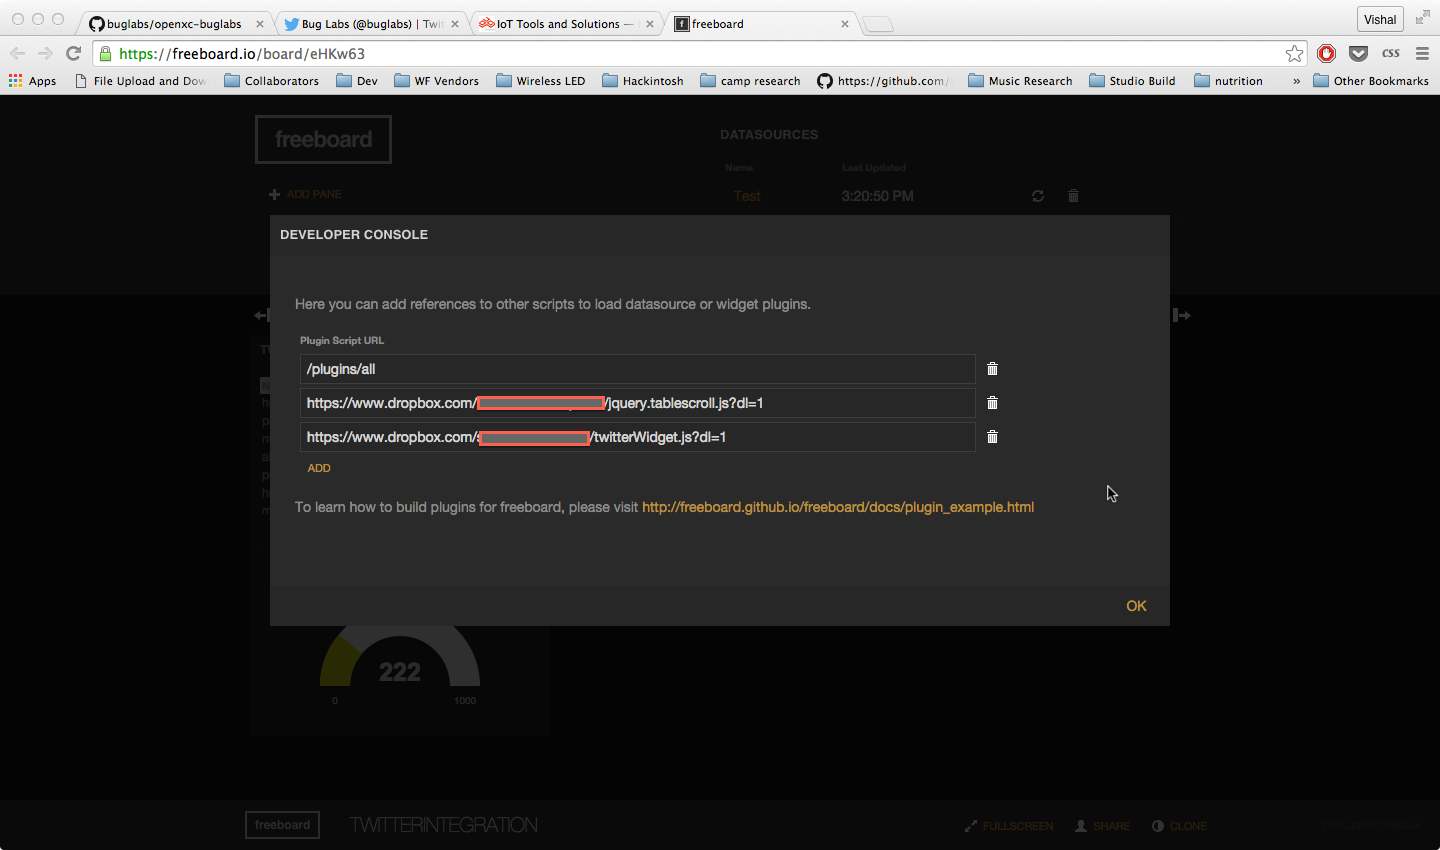 buglabs/openxc-buglabs
Bug Labs (@buglabs) | Twit
IoT Tools and Solutions —
freeboard
Vishal
https://freeboard.io/board/eHKw63
css
Apps
File Upload and Dow
Collaborators
Dev
WF Vendors
Wireless LED
Hackintosh
camp research
https://github.com/
Music Research
Studio Build
nutrition
»
Other Bookmarks
freeboard
DATASOURCES
Name
Last Updated
ADD PANE
Test
3:20:50 PM
DEVELOPER CONSOLE
Here you can add references to other scripts to load datasource or widget plugins.
Plugin Script URL
/plugins/all
https://www.dropbox.com/
/jquery.tablescroll.js?dl=1
https://www.dropbox.com/s
/twitterWidget.js?dl=1
ADD
To learn how to build plugins for freeboard, please visit http://freeboard.github.io/freeboard/docs/plugin_example.html
OK
222
0
1000
freeboard
TWITTERINTEGRATION
FULLSCREEN
SHARE
CLONE
DEVELOPER CONSOLE